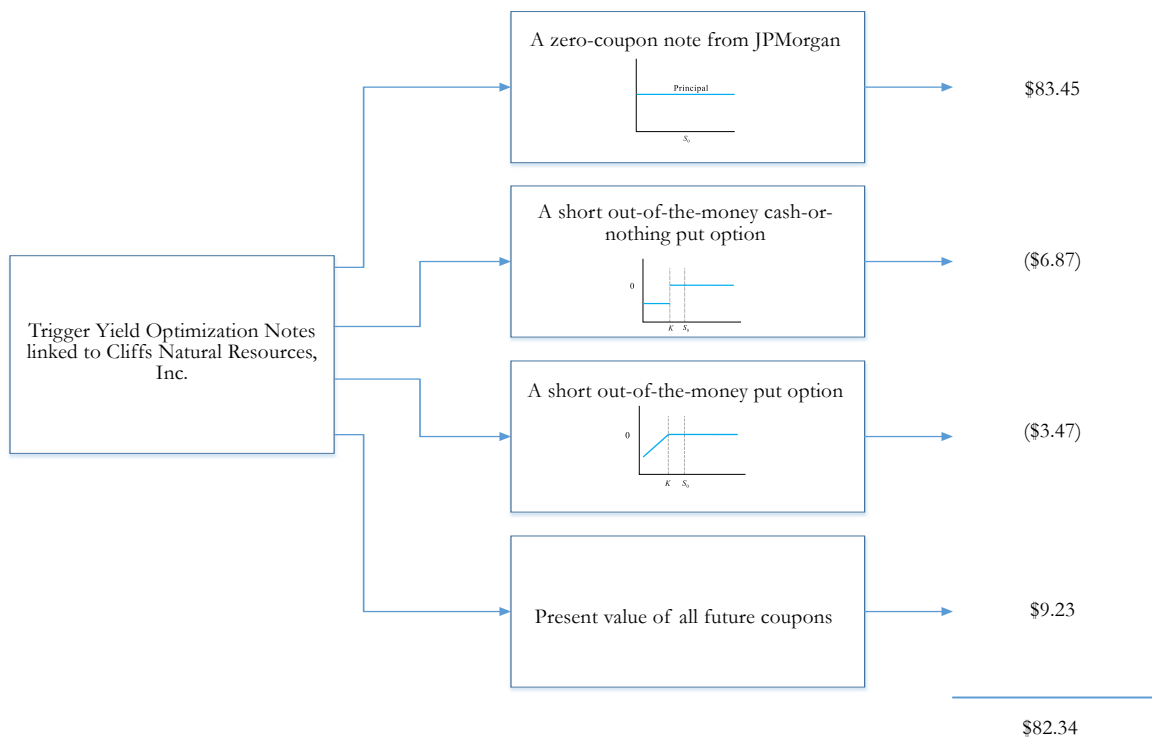 A zero-coupon note from JPMorgan
Principal
S0
$83.45
A short out-of-the-money cash-or-
nothing put option
0
K S0
($6.87)
Trigger Yield Optimization Notes
linked to Cliffs Natural Resources,
Inc.
A short out-of-the-money put option
0
K S0
($3.47)
Present value of all future coupons
$9.23
$82.34